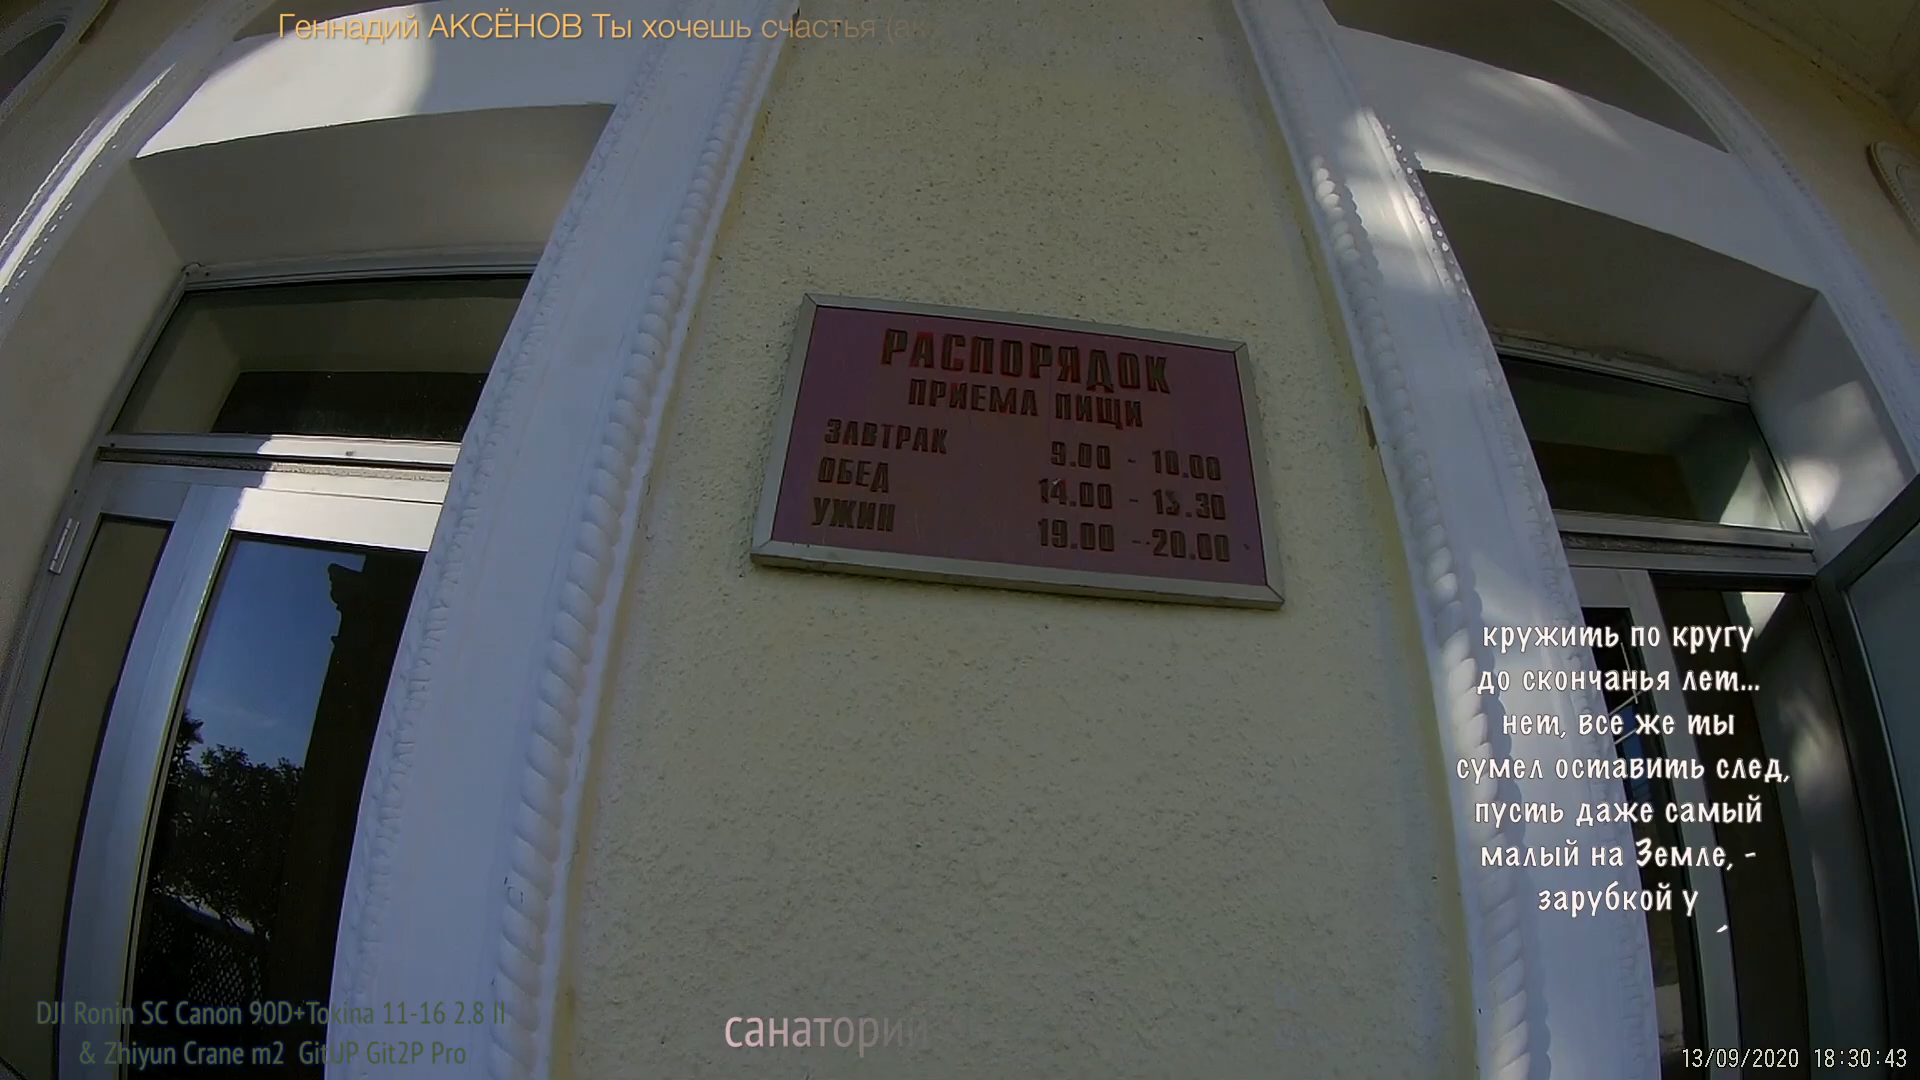 Геннадий АКСЁНОВ Ты хочешь счастья
РАСПОРЯДОК
ПРИЕМА ПИЩИ
ЗАВТРАК 9.00 - 10.00
ОБЕД 14.00 - 15.30
УЖИН 19.00 - 20.00
кружить по кругу
до скончанья лет...
нет, все же ты
сумел оставить след,
пусть даже самый
малый на Земле, -
зарубкой у
DJI Ronin SC Canon 90D+Tokina 11-16 2.8 II
& Zhiyun Crane m2 GitUP Git2P Pro
санаторий
13/09/2020 18:30:43